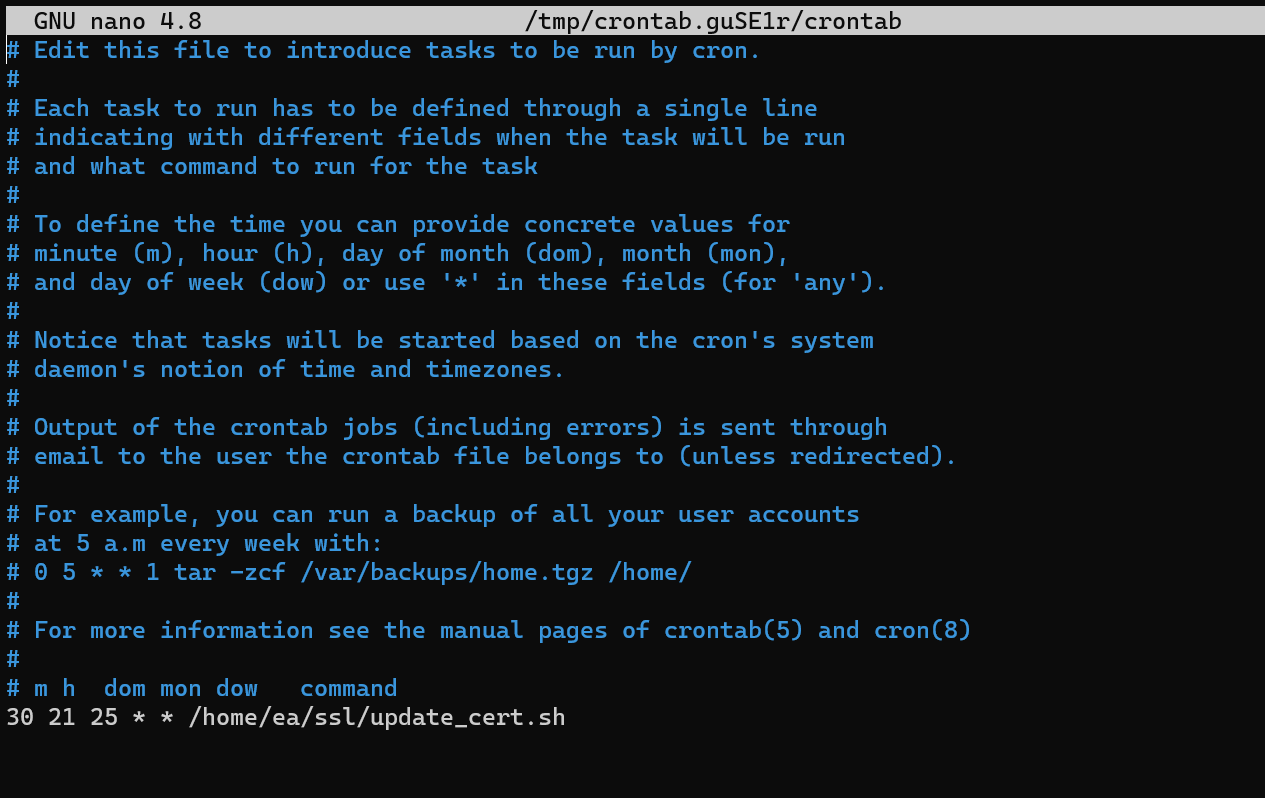 GNU nano 4.8 /tmp/crontab.guSE1r/crontab
# Edit this file to introduce tasks to be run by cron.
#
# Each task to run has to be defined through a single line
# indicating with different fields when the task will be run
# and what command to run for the task
#
# To define the time you can provide concrete values for
# minute (m), hour (h), day of month (dom), month (mon),
# and day of week (dow) or use '*' in these fields (for 'any').
#
# Notice that tasks will be started based on the cron's system
# daemon's notion of time and timezones.
#
# Output of the crontab jobs (including errors) is sent through
# email to the user the crontab file belongs to (unless redirected).
#
# For example, you can run a backup of all your user accounts
# at 5 a.m every week with:
# 0 5 * * 1 tar -zcf /var/backups/home.tgz /home/
#
# For more information see the manual pages of crontab(5) and cron(8)
#
# m h  dom mon dow   command
30 21 25 * * /home/ea/ssl/update_cert.sh